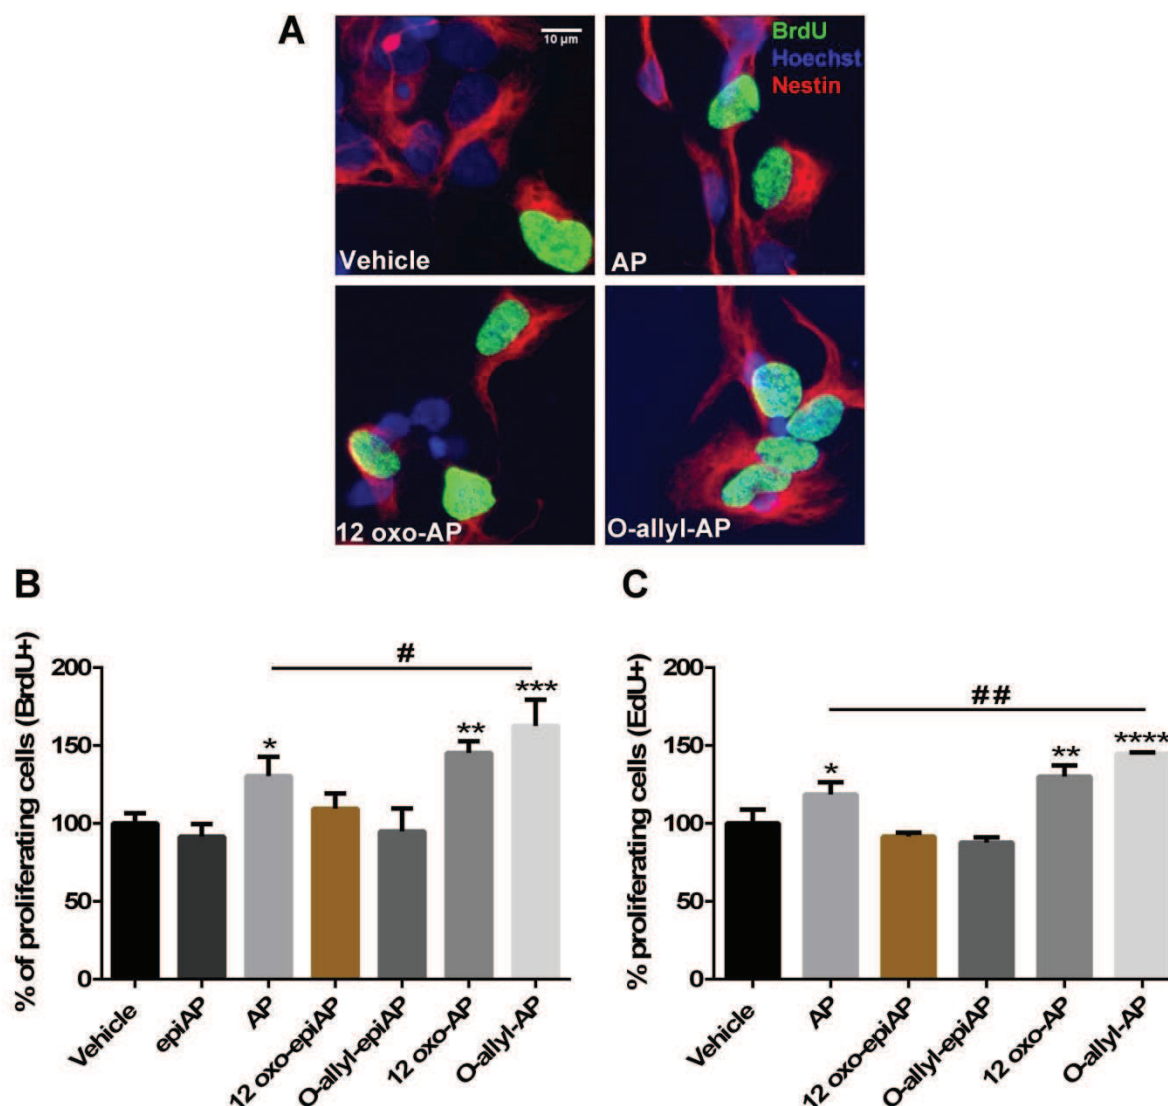 A
10 µm
BrdU
Hoechst
Nestin
Vehicle
AP
12 oxo-AP
O-allyl-AP
B
% of proliferating cells (BrdU+)
200
150
100
50
0
#
*
**
***
Vehicle
epiAP
AP
12 oxo-epiAP
O-allyl-epiAP
12 oxo-AP
O-allyl-AP
C
% proliferating cells (EdU+)
200
150
100
50
0
##
*
**
****
Vehicle
AP
12 oxo-epiAP
O-allyl-epiAP
12 oxo-AP
O-allyl-AP